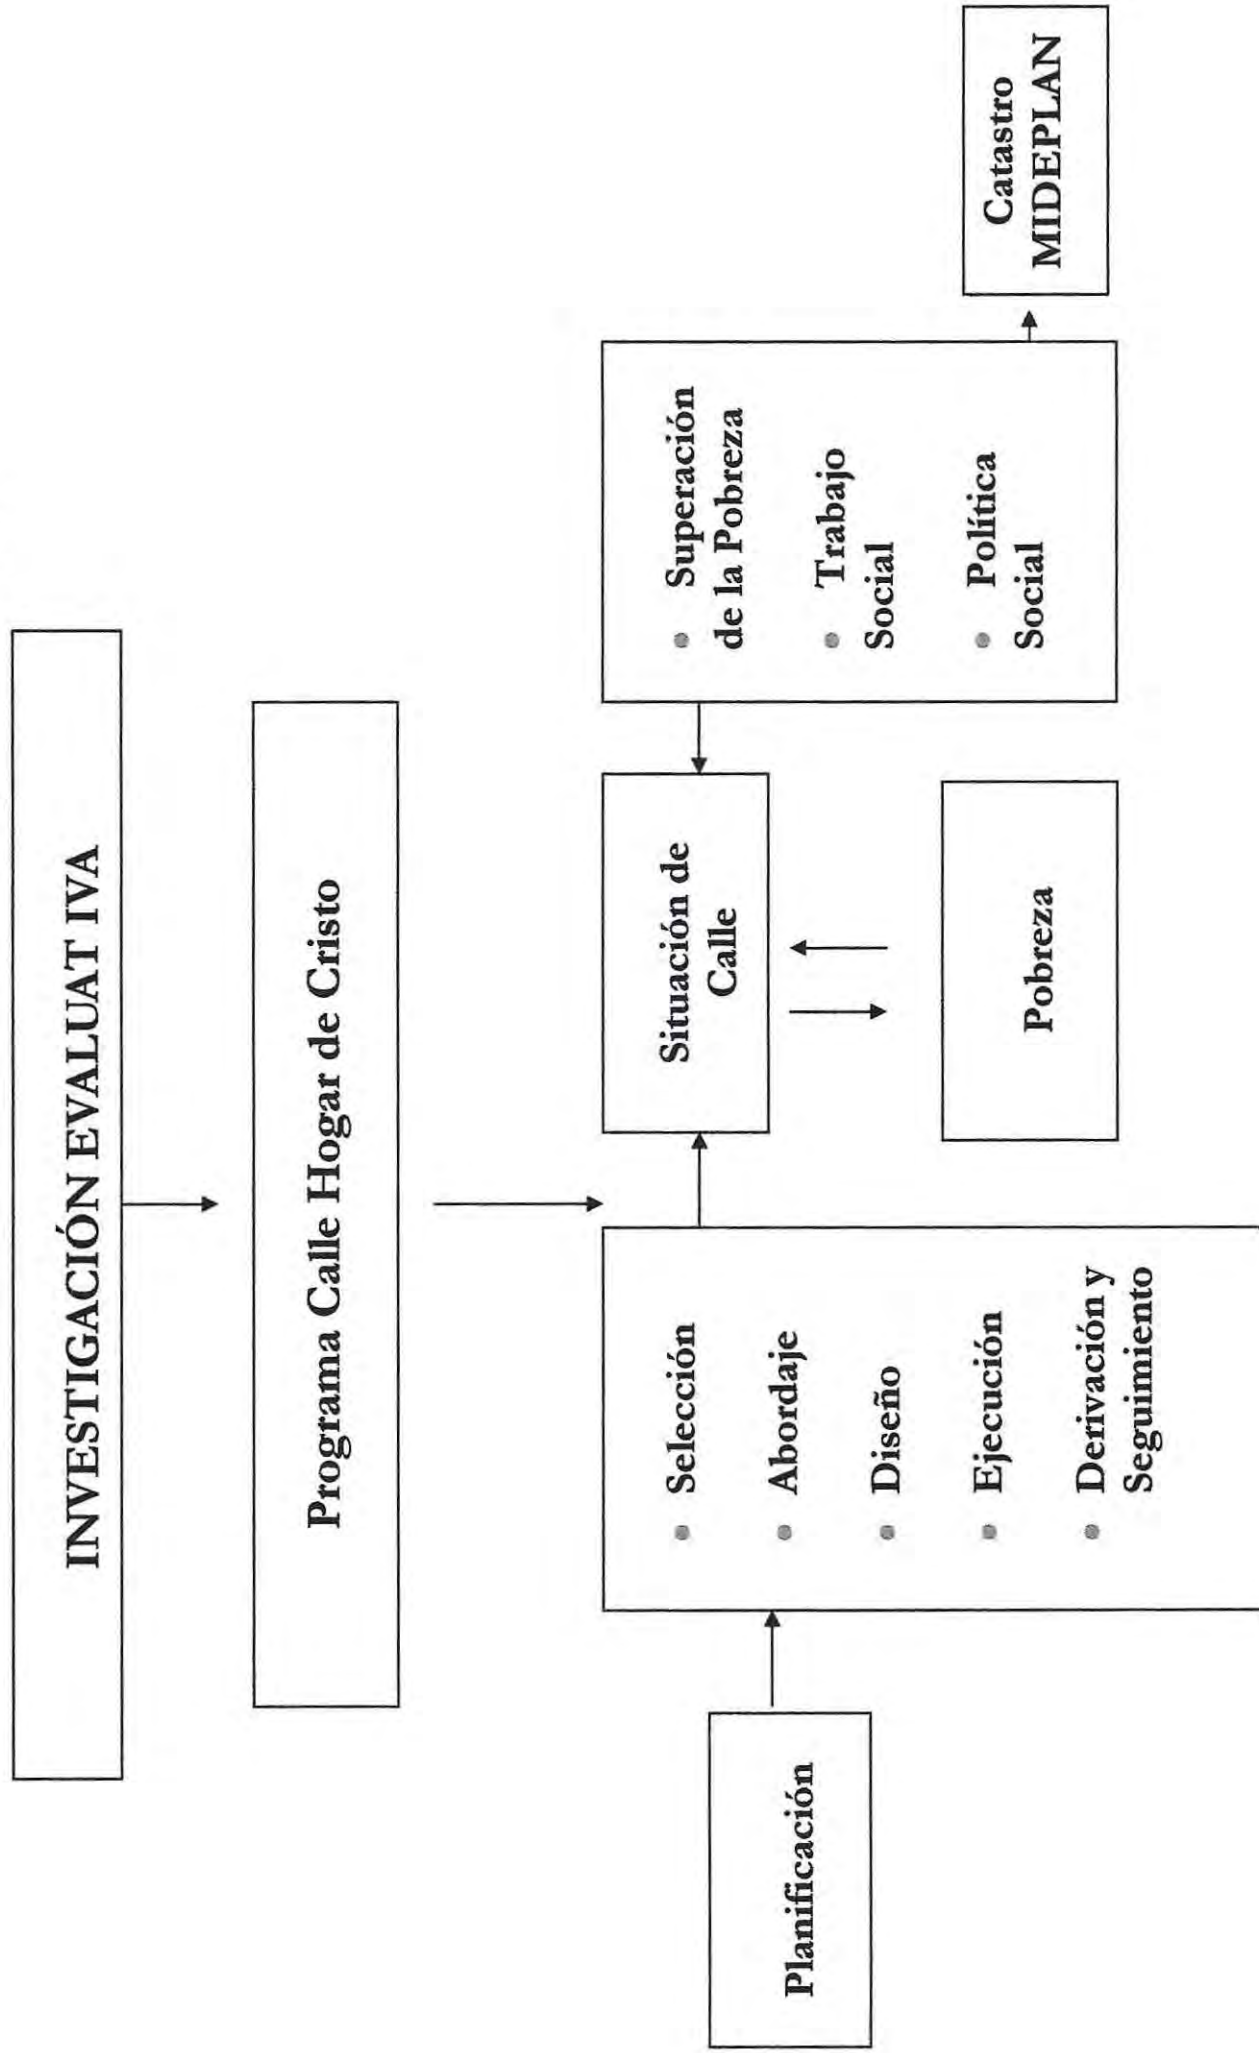 INVESTIGACIÓN EVALUAT IVA
Programa Calle Hogar de Cristo
Planificación
• Selección
• Abordaje
• Diseño
• Ejecución
• Derivación y
Seguimiento
Situación de
Calle
Pobreza
• Superación
de la Pobreza
• Trabajo
Social
• Política
Social
Catastro
MIDEPLAN